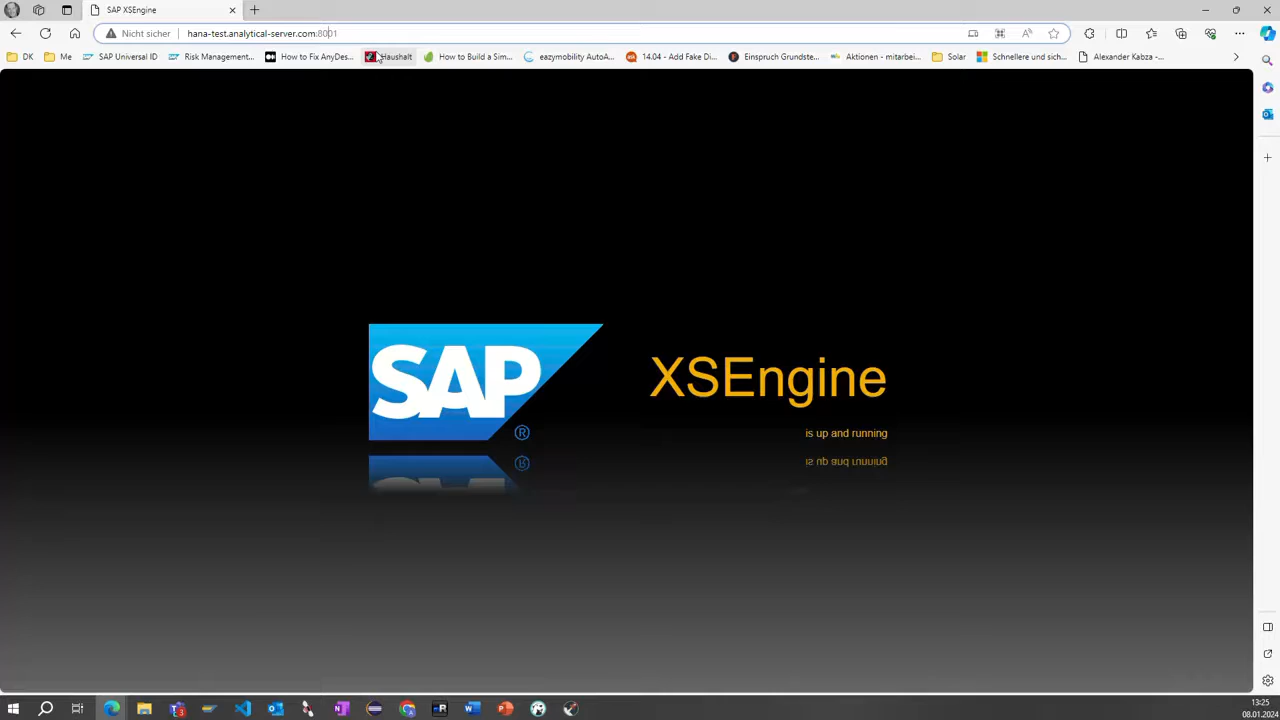 SAP XSEngine
Nicht sicher
hana-test.analytical-server.com:8001
DK
Me
SAP Universal ID
Risk Management...
How to Fix AnyDes...
Haushalt
How to Build a Sim...
eazymobility AutoA...
14.04 - Add Fake Di...
Einspruch Grundste...
Aktionen - mitarbei...
Solar
Schnellere und sich...
Alexander Kabza -...
SAP
®
XSEngine
is up and running
13:25
08.01.2024